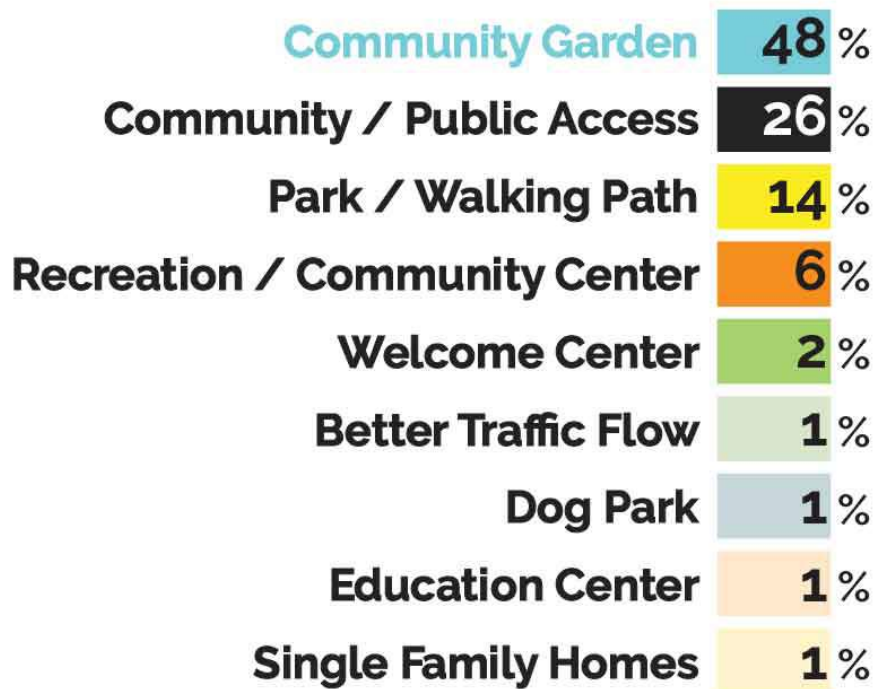 Community Garden 48 %
Community / Public Access 26 %
Park / Walking Path 14 %
Recreation / Community Center 6 %
Welcome Center 2 %
Better Traffic Flow 1 %
Dog Park 1 %
Education Center 1 %
Single Family Homes 1 %